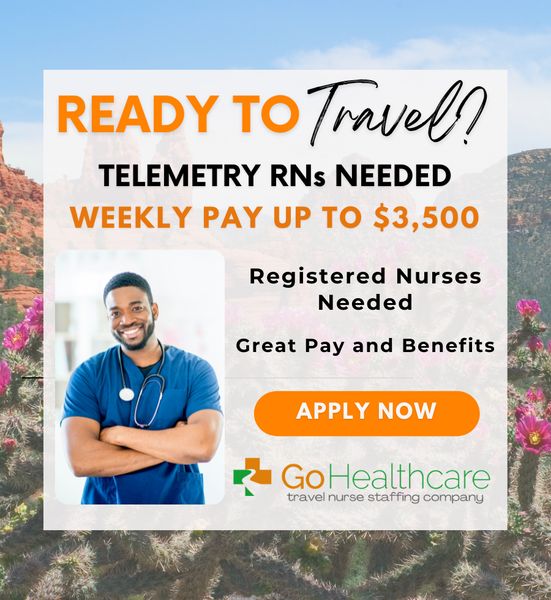 READY TO Travel?
TELEMETRY RNs NEEDED
WEEKLY PAY UP TO $3,500
Registered Nurses
Needed
Great Pay and Benefits
APPLY NOW
GoHealthcare
travel nurse staffing company